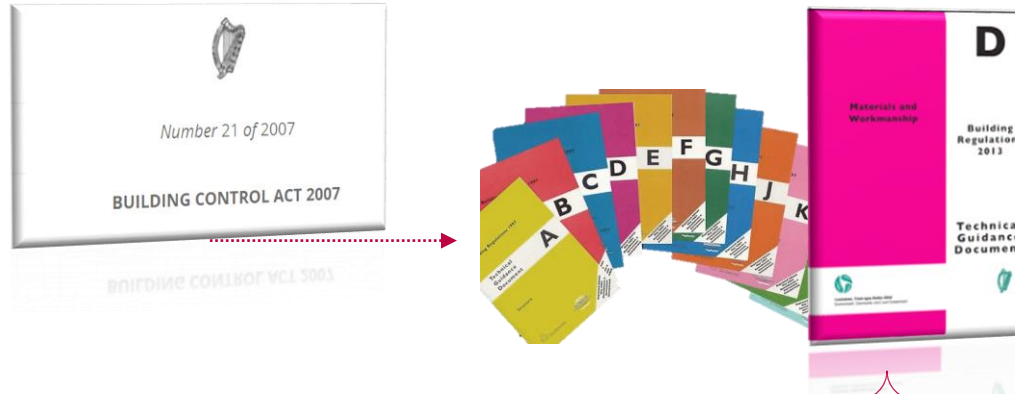 Number 21 of 2007
BUILDING CONTROL ACT 2007
A
B
C
D
E
F
G
H
J
K
Technical
Guidance
Document
D
Materials and
Workmanship
Building
Regulation
2013
Technica
Guidance
Documen